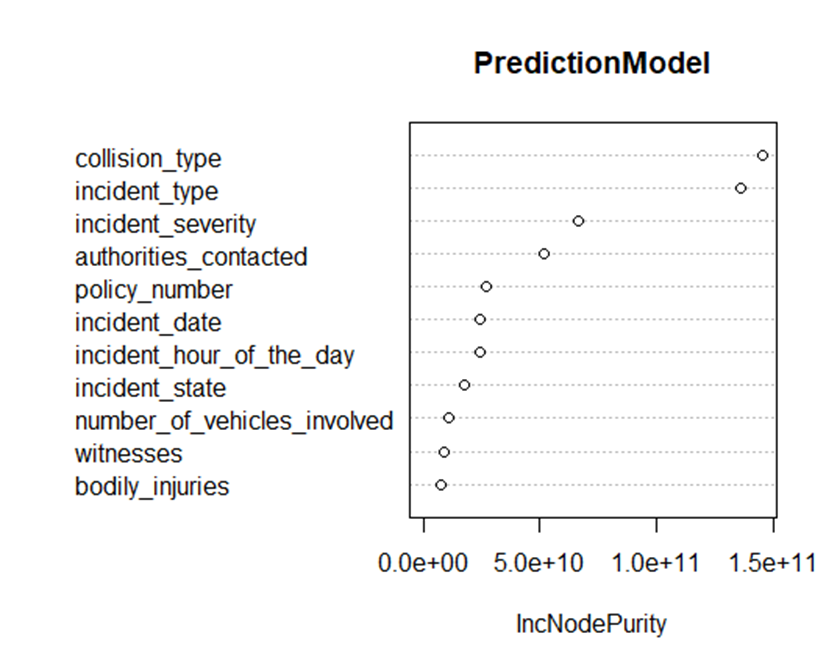 PredictionModel
collision_type
incident_type
incident_severity
authorities_contacted
policy_number
incident_date
incident_hour_of_the_day
incident_state
number_of_vehicles_involved
witnesses
bodily_injuries
0.0e+00 5.0e+10 1.0e+11 1.5e+11
IncNodePurity